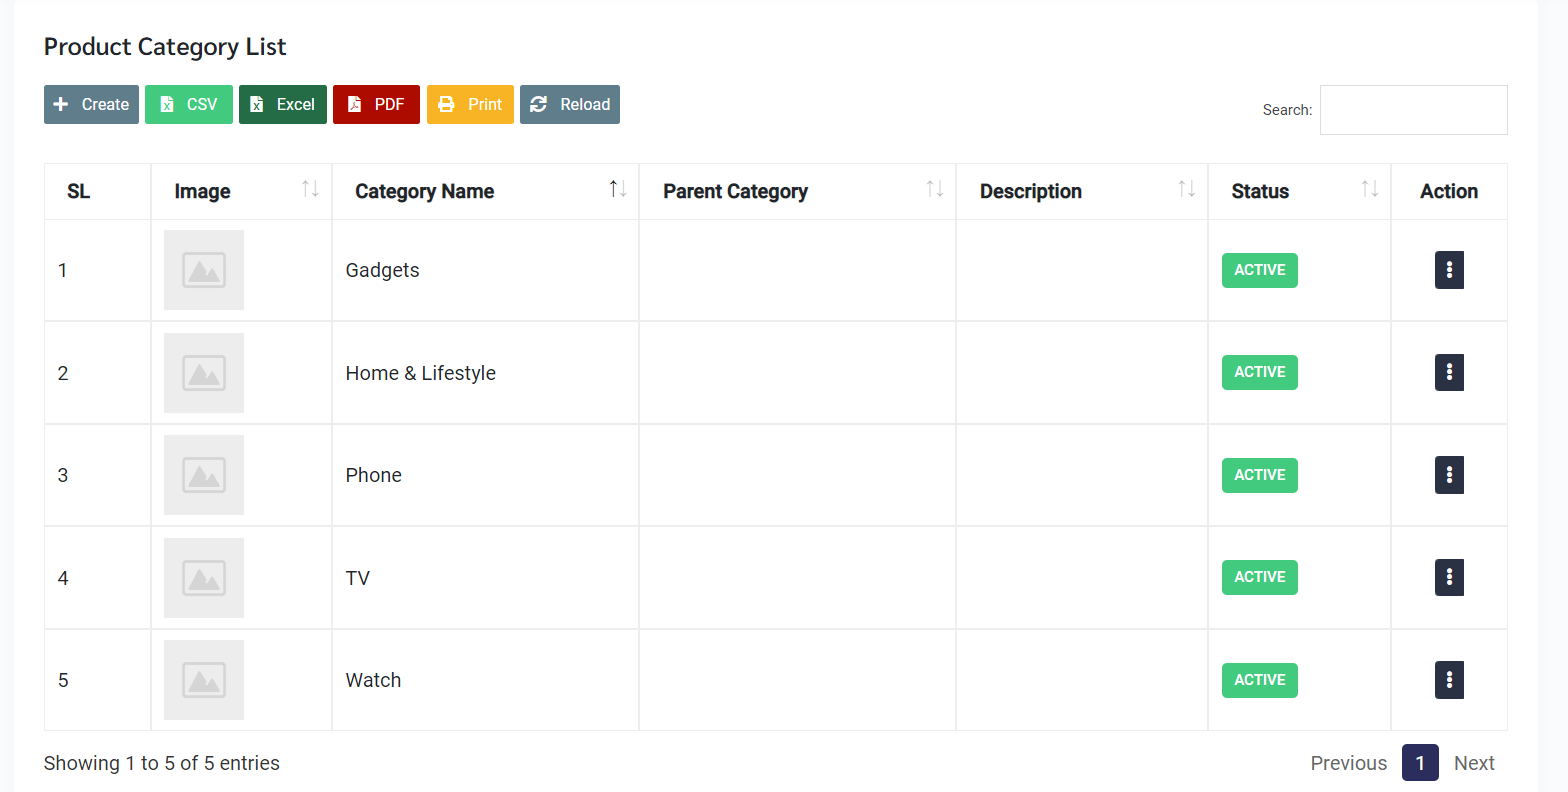 Product Category List
Create CSV Excel PDF Print Reload
Search:
SL Image Category Name Parent Category Description Status Action
1 Gadgets ACTIVE
2 Home & Lifestyle ACTIVE
3 Phone ACTIVE
4 TV ACTIVE
5 Watch ACTIVE
Showing 1 to 5 of 5 entries Previous 1 Next